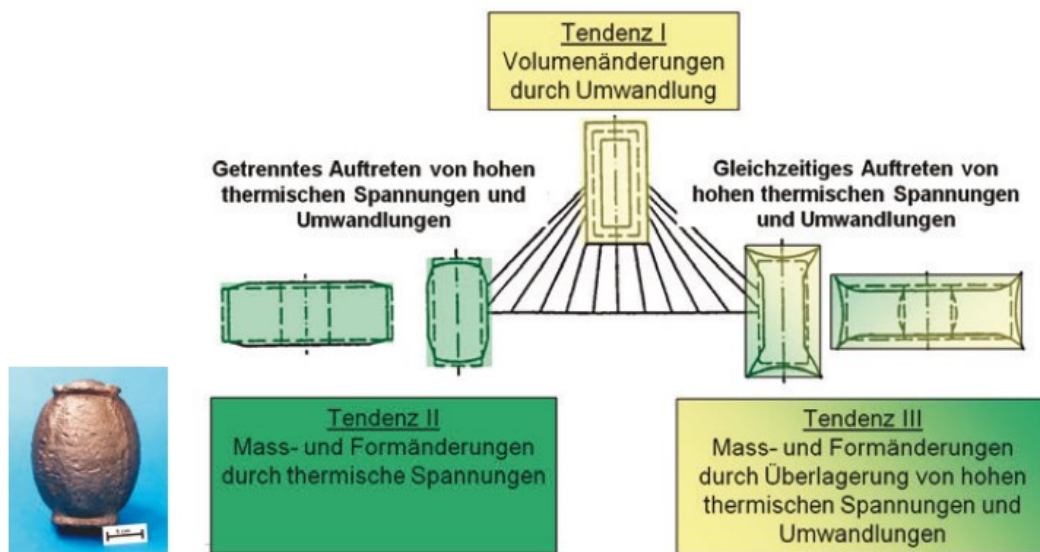 Tendenz I
Volumenänderungen
durch Umwandlung
Getrenntes Auftreten von hohen
thermischen Spannungen und
Umwandlungen
Gleichzeitiges Auftreten von
hohen thermischen Spannungen
und Umwandlungen
Tendenz II
Mass- und Formänderungen
durch thermische Spannungen
Tendenz III
Mass- und Formänderungen
durch Überlagerung von hohen
thermischen Spannungen und
Umwandlungen